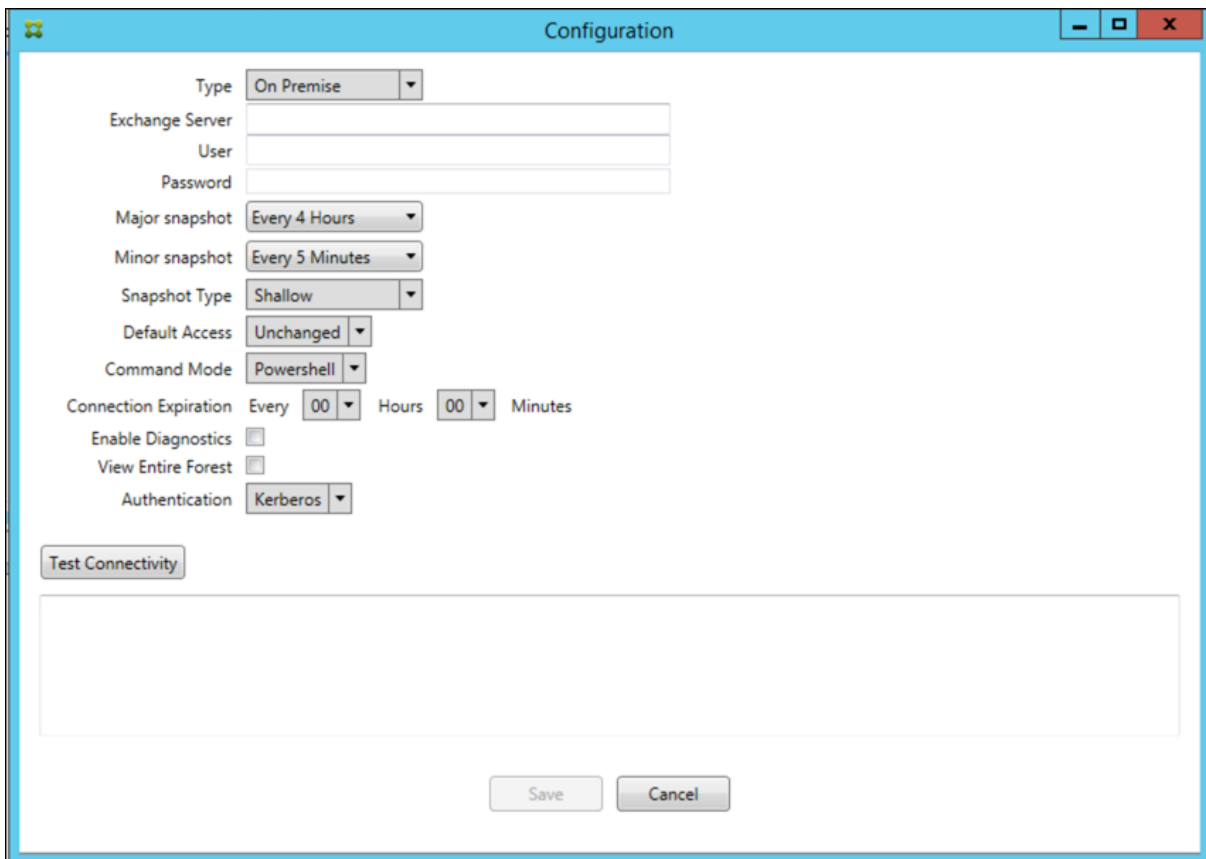 Configuration
Type On Premise
Exchange Server
User
Password
Major snapshot Every 4 Hours
Minor snapshot Every 5 Minutes
Snapshot Type Shallow
Default Access Unchanged
Command Mode Powershell
Connection Expiration Every 00 Hours 00 Minutes
Enable Diagnostics
View Entire Forest
Authentication Kerberos
Test Connectivity
Save Cancel